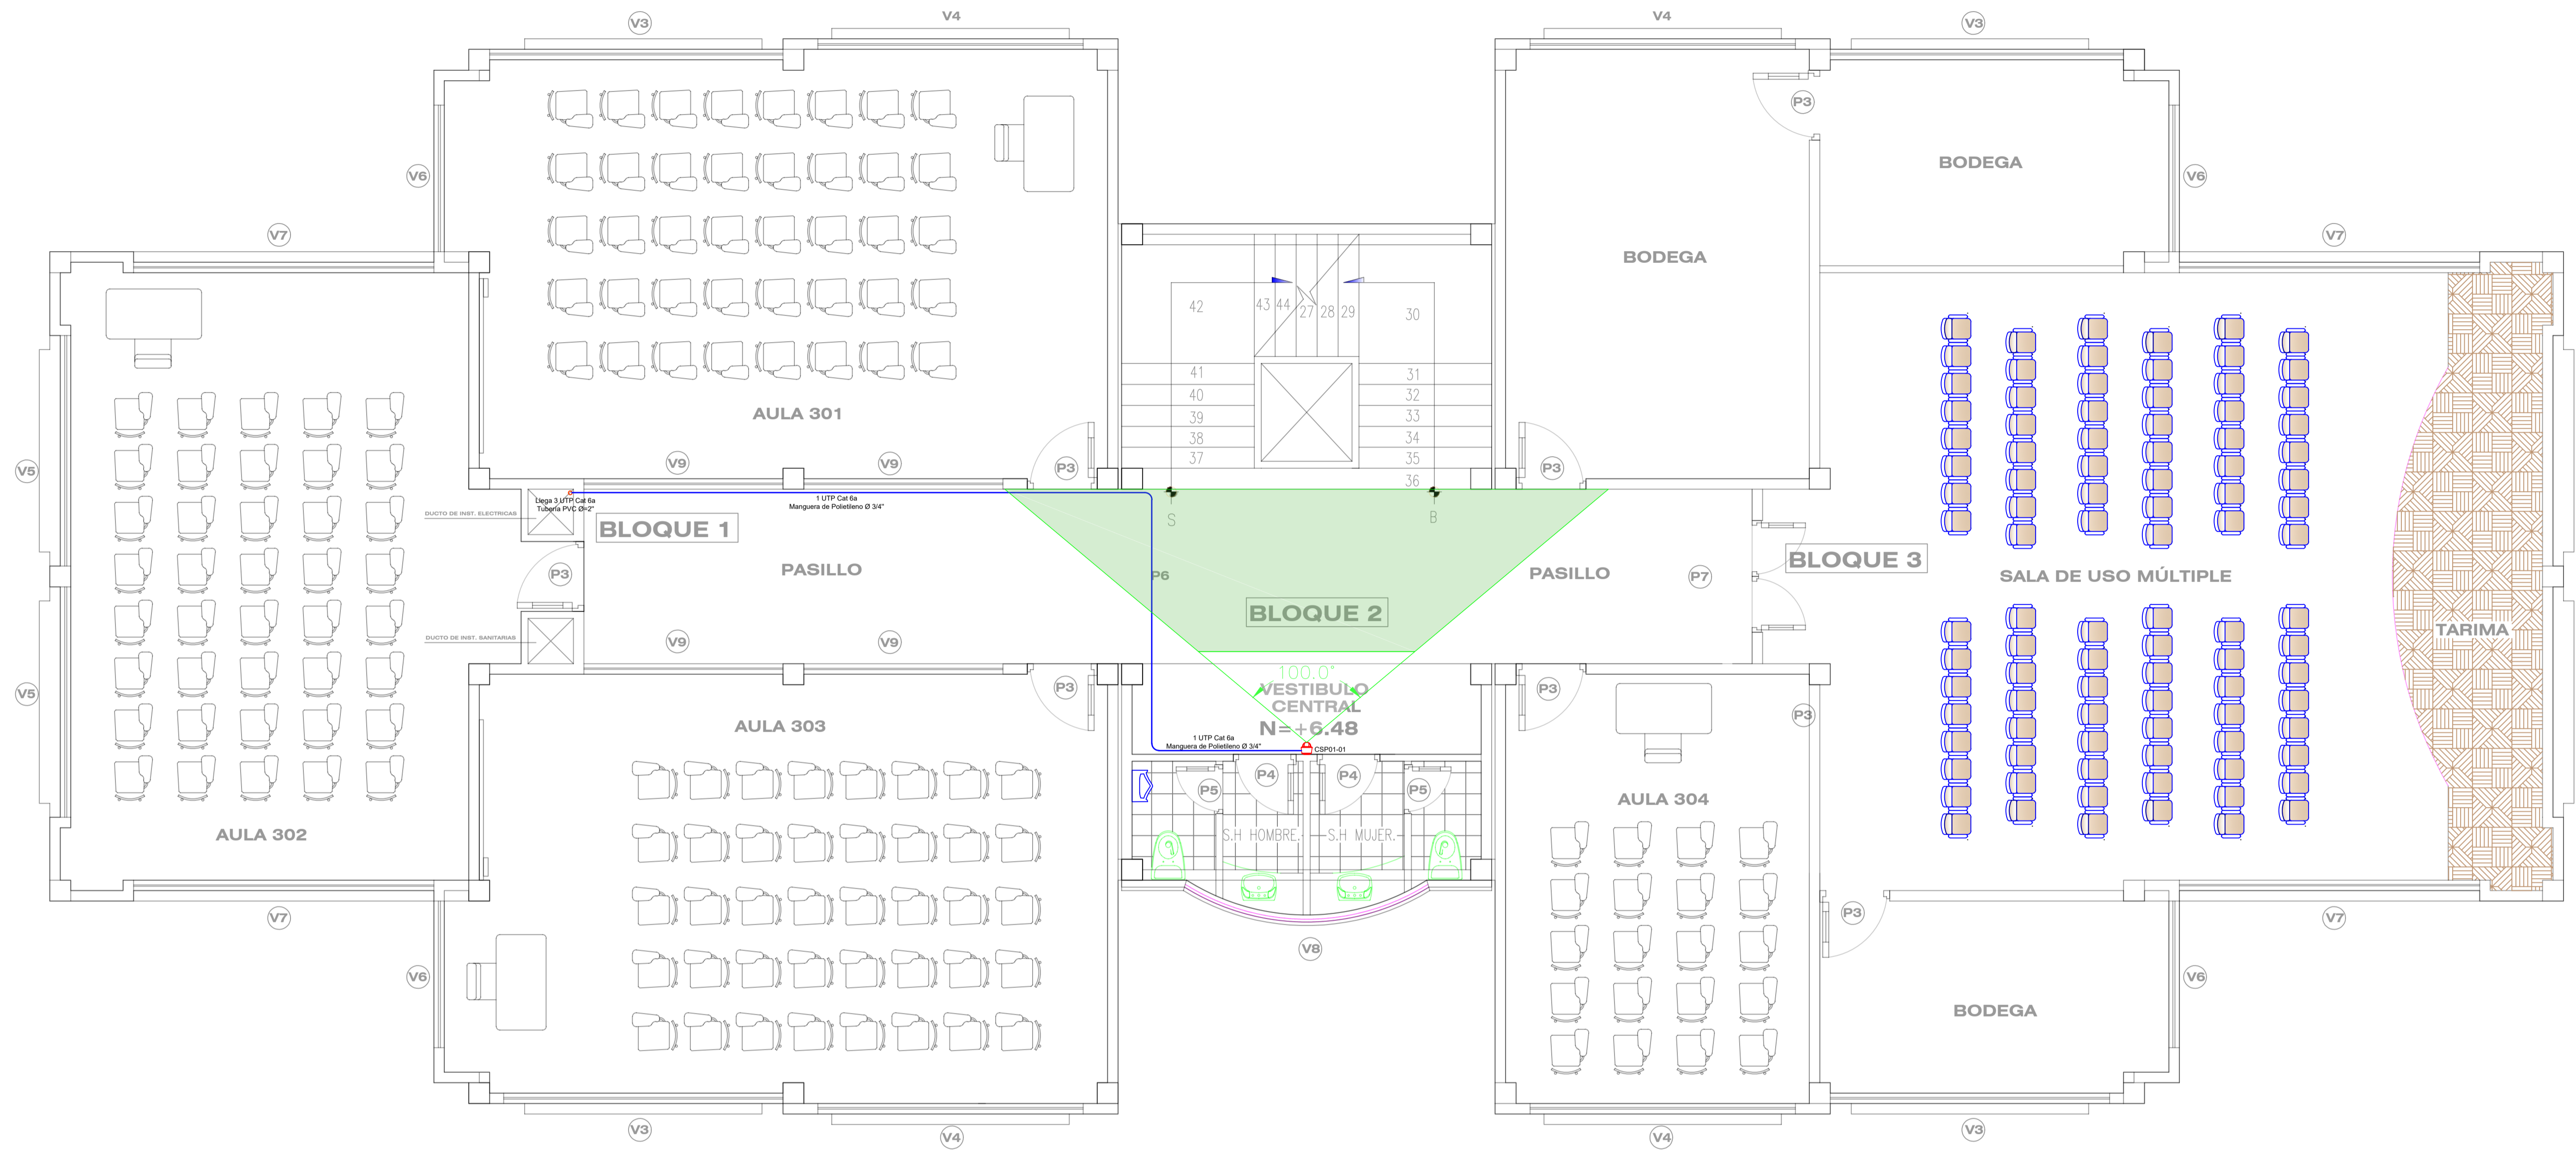 V3
V4
V4
V3
P3
BODEGA
V6
V6
V7
V7
BODEGA
42
43
44
27
28
29
30
41
31
40
32
39
33
38
34
37
35
36
AULA 301
V9
V9
P3
P3
V5
V5
Llega 3 UTP Cat 6a
Tubería PVC Ø=2"
1 UTP Cat 6a
Manguera de Polietileno Ø 3/4"
DUCTO DE INST. ELECTRICAS
BLOQUE 1
S
B
P3
PASILLO
P6
PASILLO
P7
BLOQUE 3
SALA DE USO MÚLTIPLE
BLOQUE 2
TARIMA
DUCTO DE INST. SANITARIAS
V9
V9
100.0°
VESTIBULO
CENTRAL
N=+6.48
P3
P3
P3
AULA 303
1 UTP Cat 6a
Manguera de Polietileno Ø 3/4"
CSP01-01
P4
P4
P5
P5
AULA 304
AULA 302
S.H HOMBRE.
S.H MUJER.
V7
P3
V7
V8
V6
V6
BODEGA
V3
V4
V4
V3